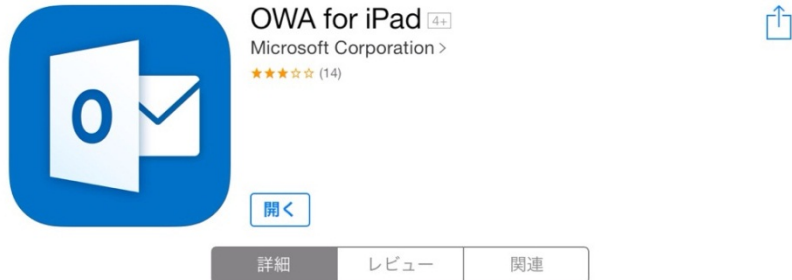 OWA for iPad 4+
Microsoft Corporation >
★★★☆☆ (14)
開く
詳細 レビュー 関連